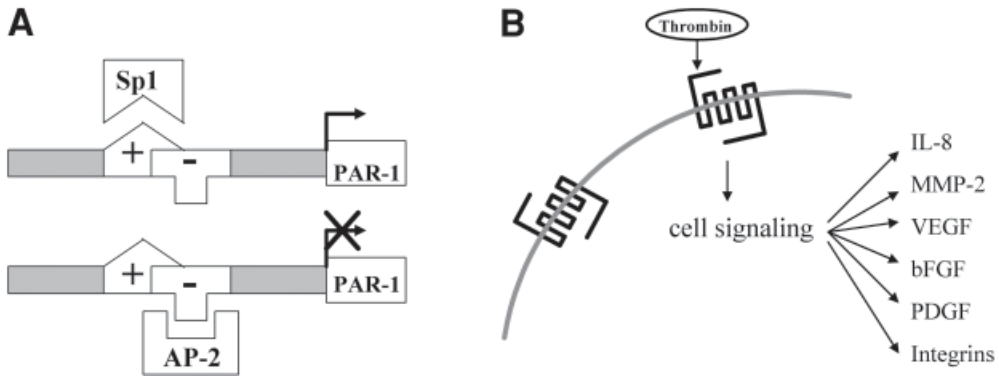 A
Sp1
+
-
PAR-1
+
-
PAR-1
AP-2
B
Thrombin
cell signaling
IL-8
MMP-2
VEGF
bFGF
PDGF
Integrins